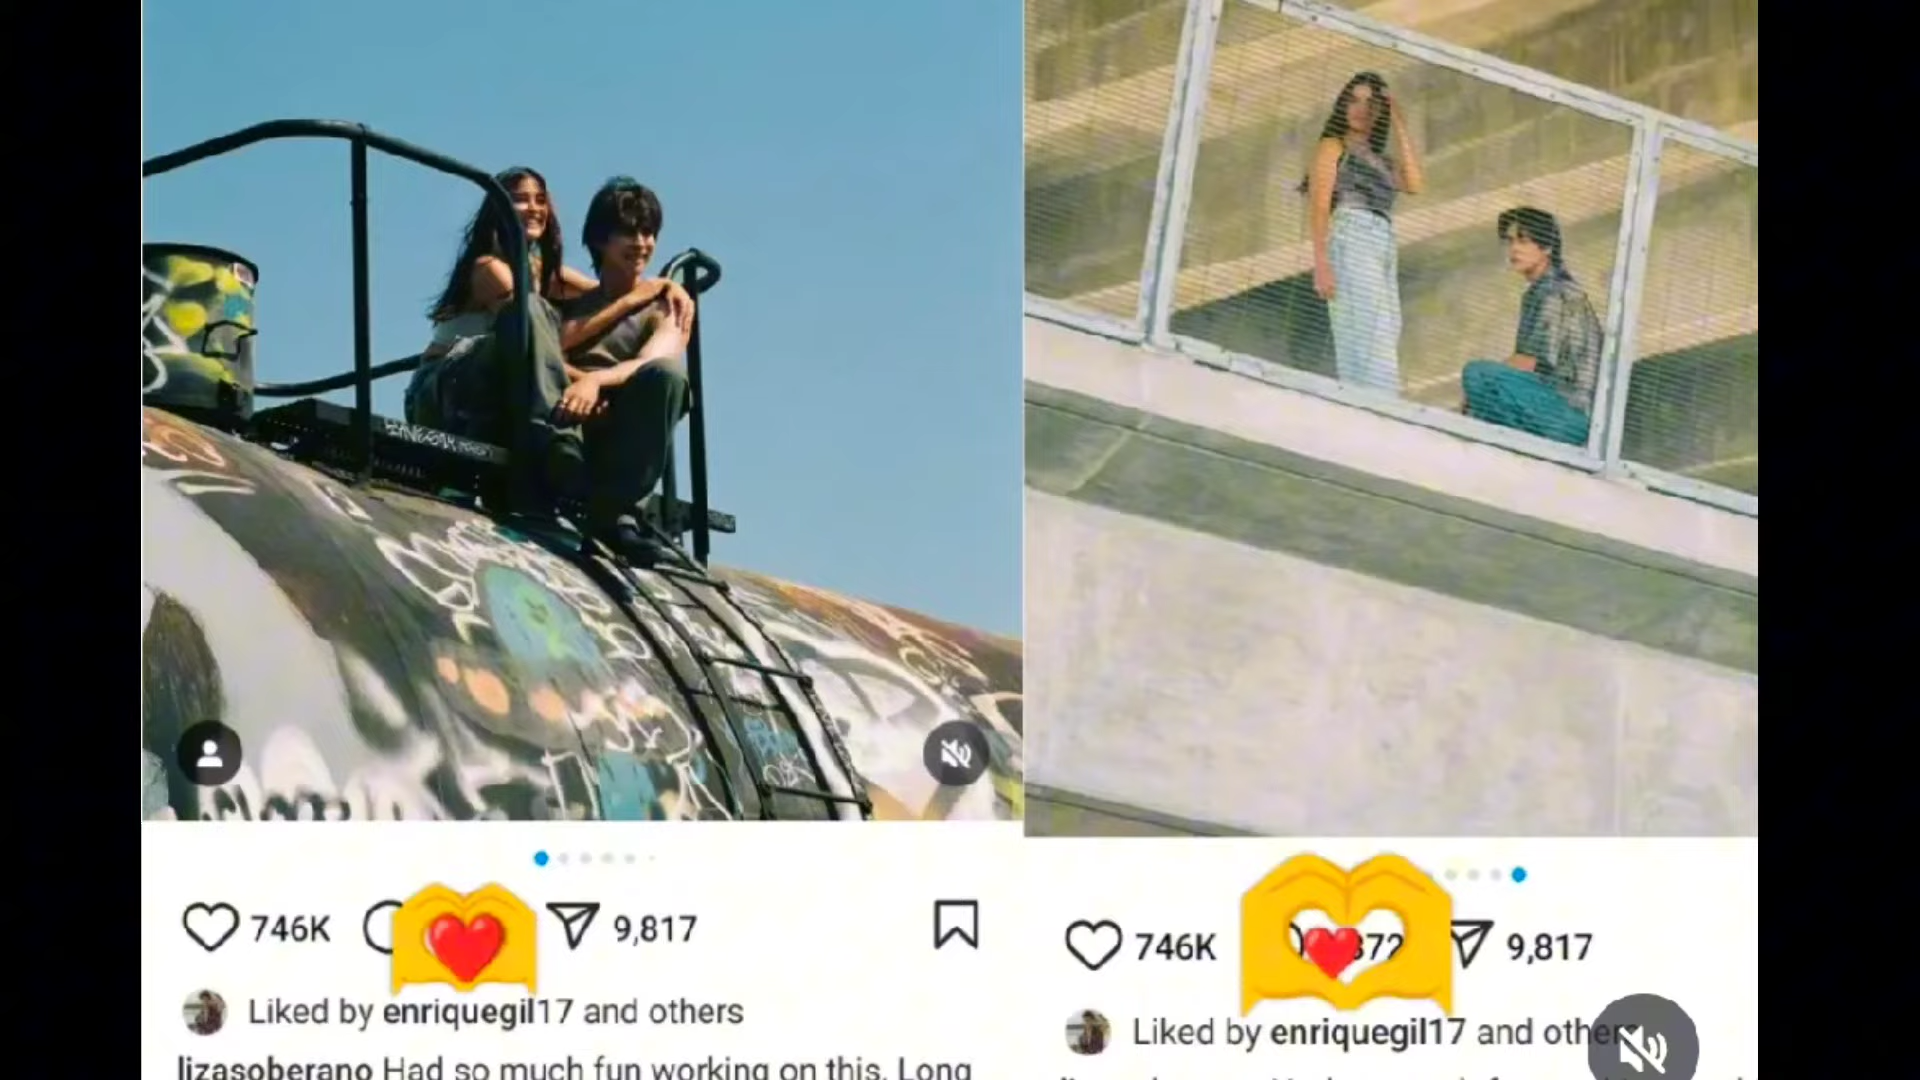 746K 9,817
Liked by enriquegil17 and others
lizasoberano Had so much fun working on this. Long
746K 372 9,817
Liked by enriquegil17 and others